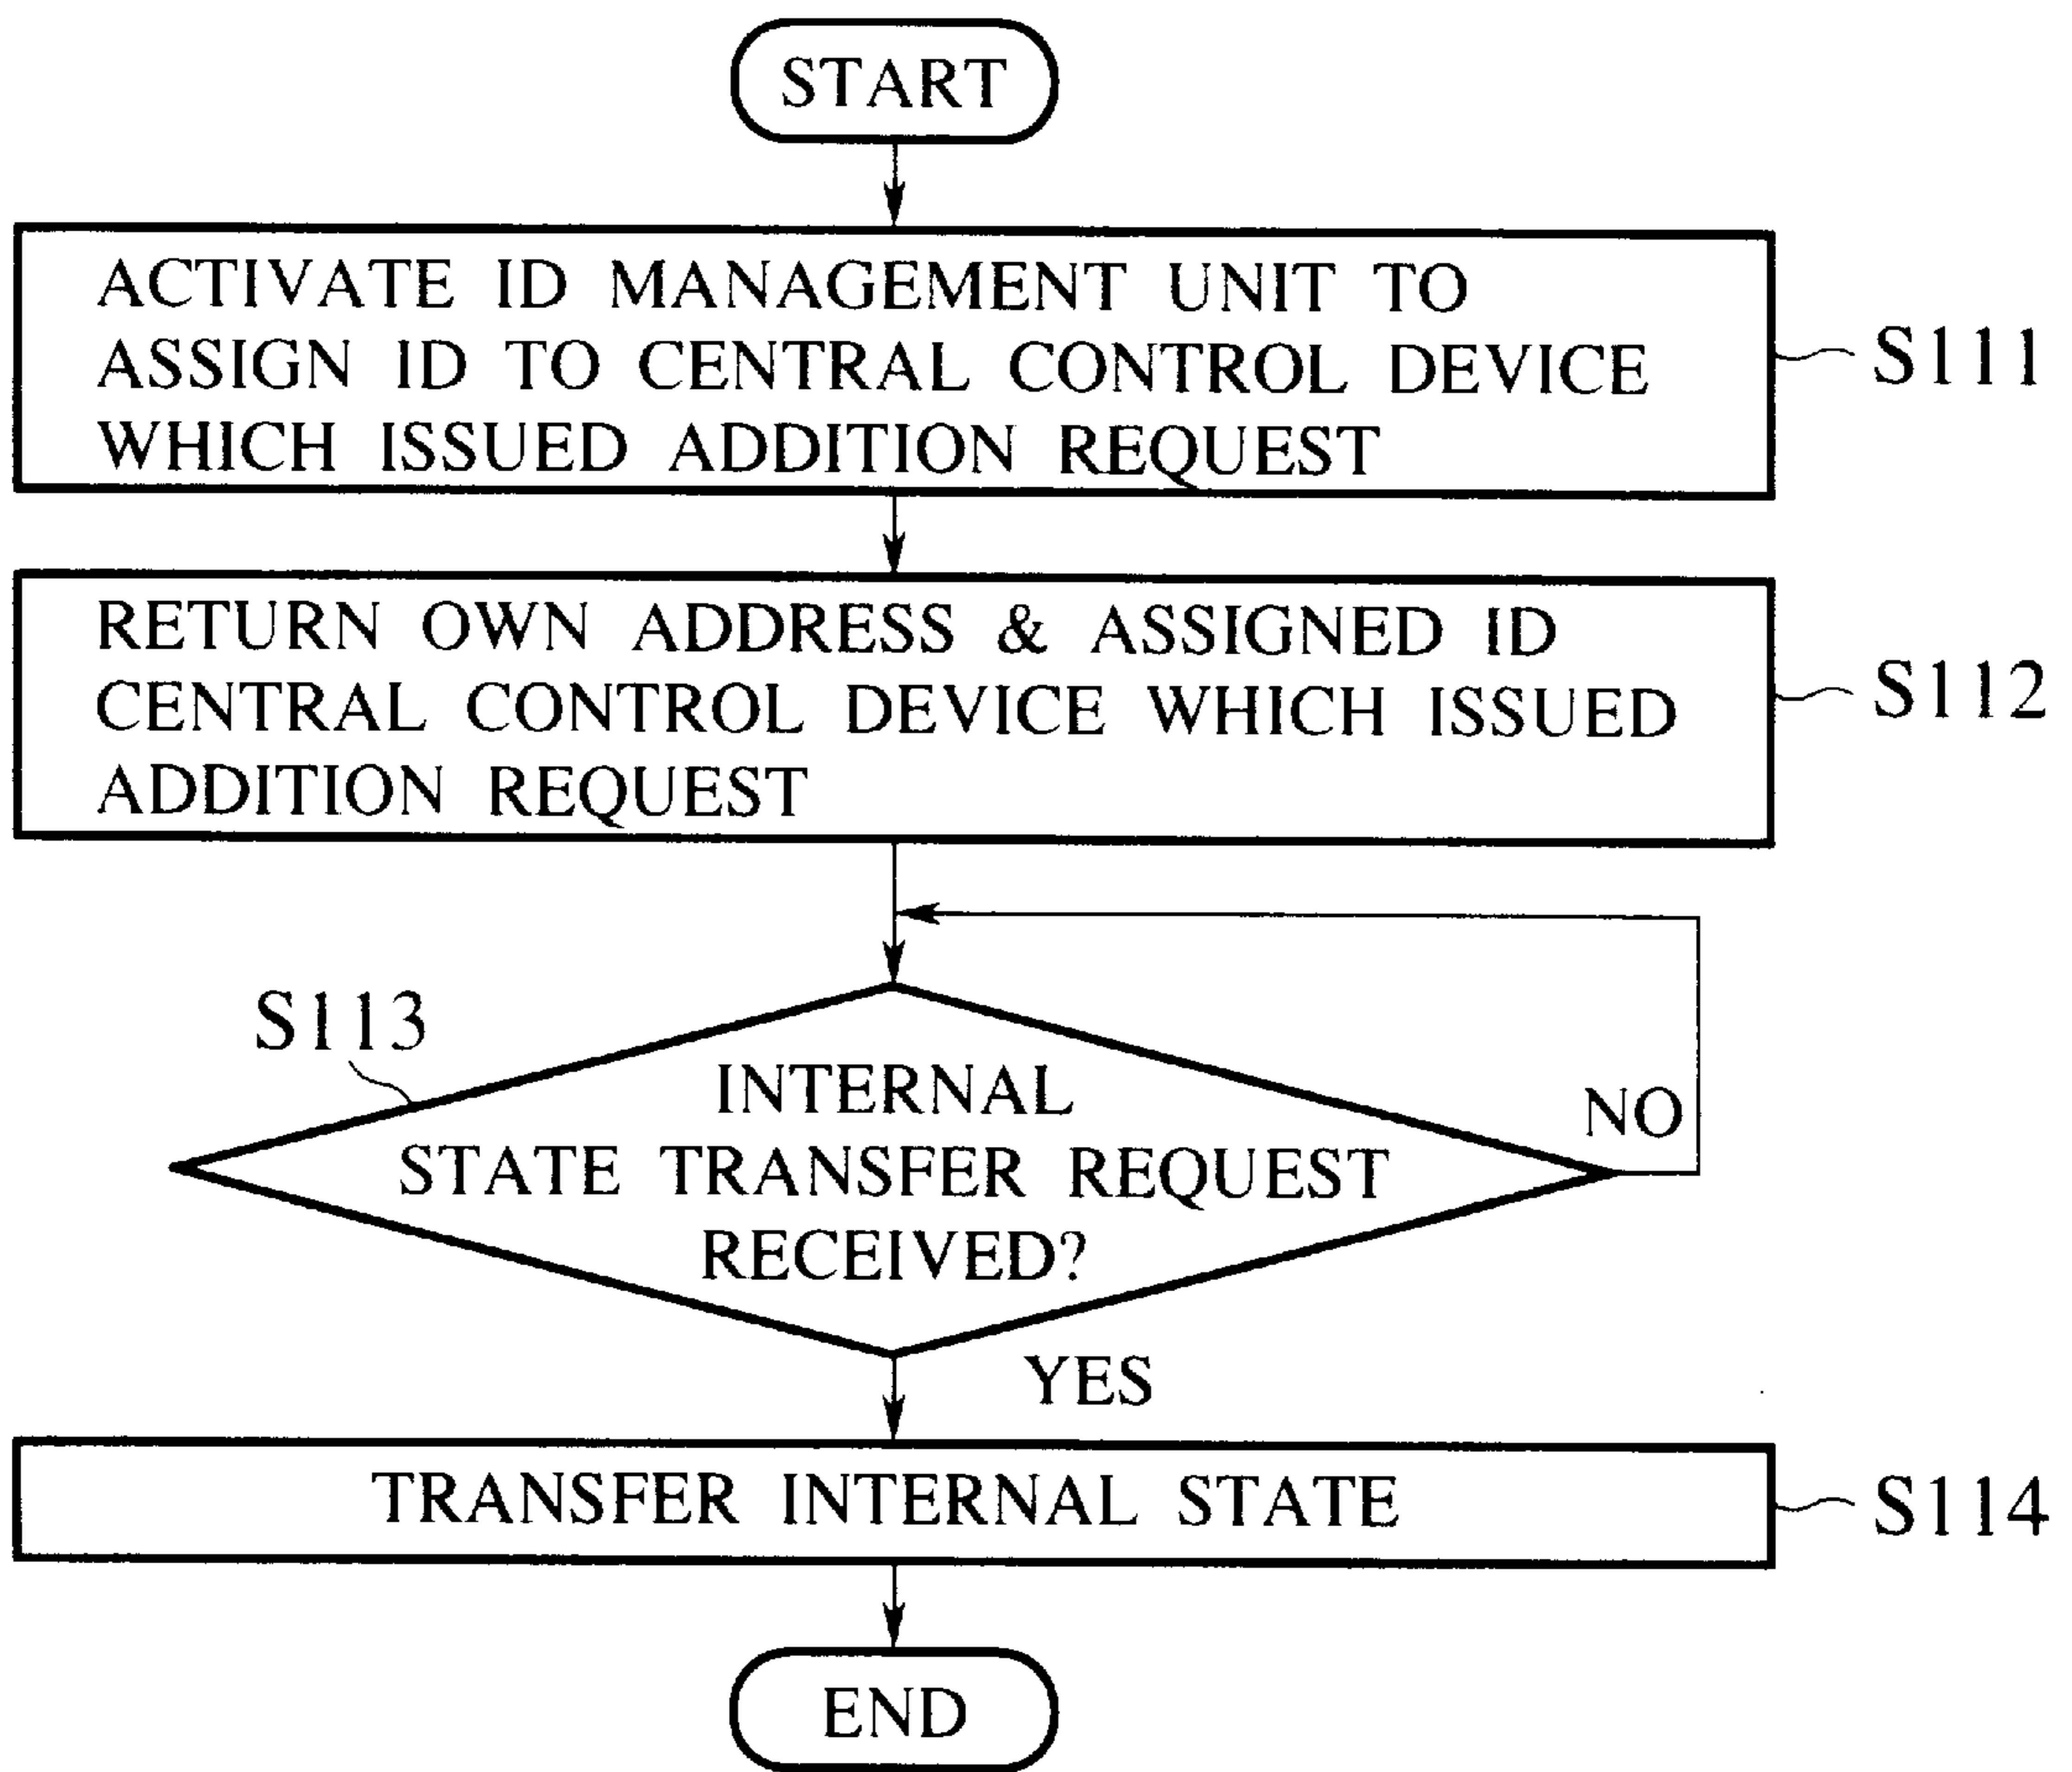 START
ACTIVATE ID MANAGEMENT UNIT TO
ASSIGN ID TO CENTRAL CONTROL DEVICE
WHICH ISSUED ADDITION REQUEST
S111
RETURN OWN ADDRESS & ASSIGNED ID
CENTRAL CONTROL DEVICE WHICH ISSUED
ADDITION REQUEST
S112
S113
INTERNAL
STATE TRANSFER REQUEST
RECEIVED?
NO
YES
TRANSFER INTERNAL STATE
S114
END